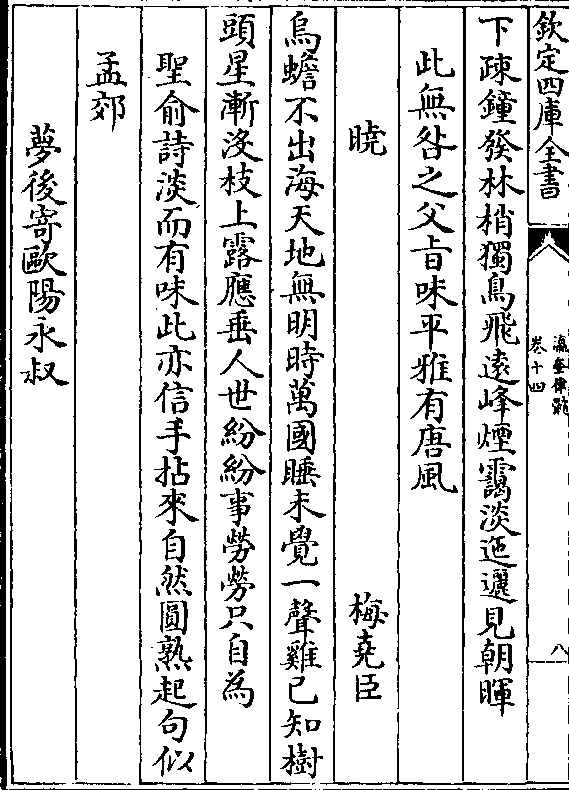 欽定四庫全書
瀛奎律髓
卷十四
八
下疎鐘發林梢獨鳥飛遠峰煙靄淡迤邐見朝暉
此無咎之父旨味平雅有唐風
曉
梅堯臣
烏蟾不出海天地無明時萬國睡未覺一聲雞已知樹
頭星漸没枝上露應垂人世紛紛事勞勞只自為
聖俞詩淡而有味此亦信手拈來自然圓熟起句似
孟郊
夢後寄歐陽永叔